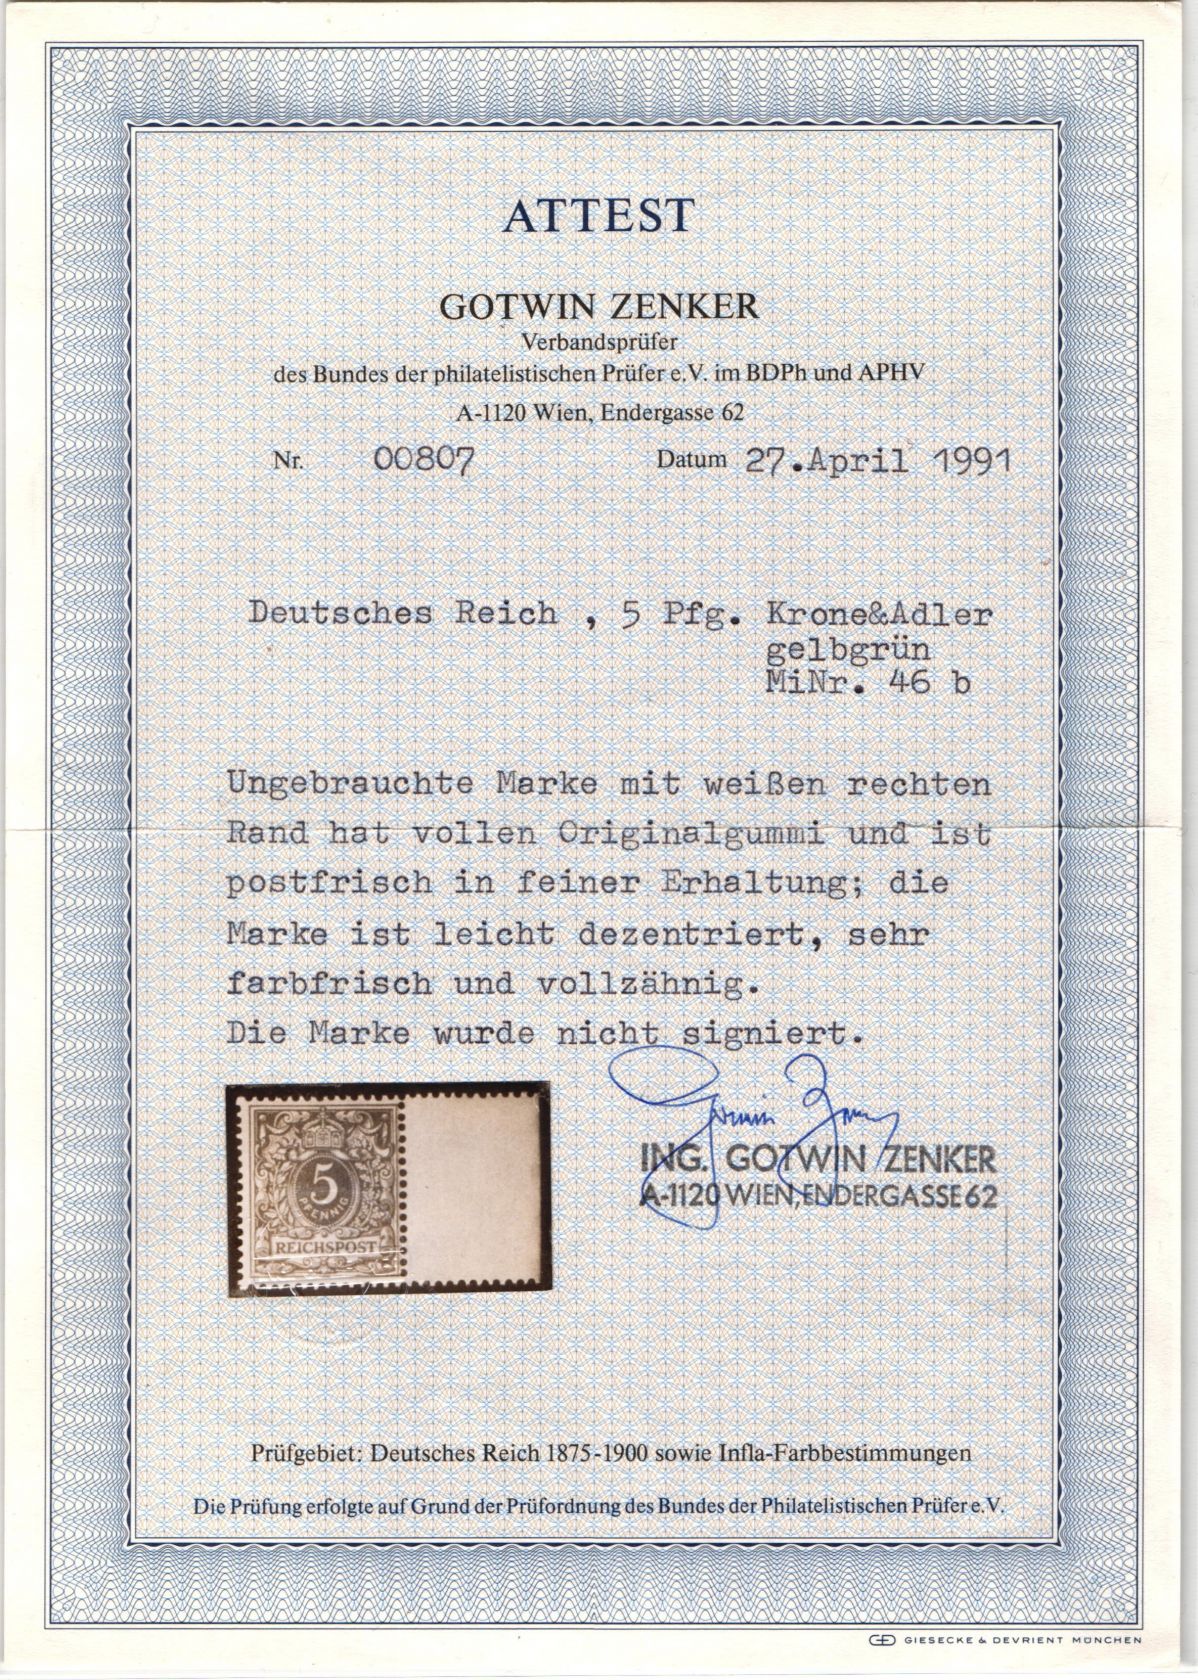 ATTEST
GOTWIN ZENKER
Verbandsprüfer
des Bundes der philatelistischen Prüfer e.V. im BDPh und APHV
A-1120 Wien, Endergasse 62
Nr. 00807 Datum 27.April 1991
Deutsches Reich , 5 Pfg. Krone&Adler
gelbgrün
MiNr. 46 b
Ungebrauchte Marke mit weißen rechten
Rand hat vollen Originalgummi und ist
postfrisch in feiner Erhaltung; die
Marke ist leicht dezentriert, sehr
farbfrisch und vollzähnig.
Die Marke wurde nicht signiert.
5
PFENNIG
REICHSPOST
Gotwin Zenker
ING. GOTWIN ZENKER
A-1120 WIEN, ENDERGASSE 62
Prüfgebiet: Deutsches Reich 1875-1900 sowie Infla-Farbbestimmungen
Die Prüfung erfolgte auf Grund der Prüfordnung des Bundes der Philatelistischen Prüfer e.V.
GD GIESECKE & DEVRIENT MÜNCHEN